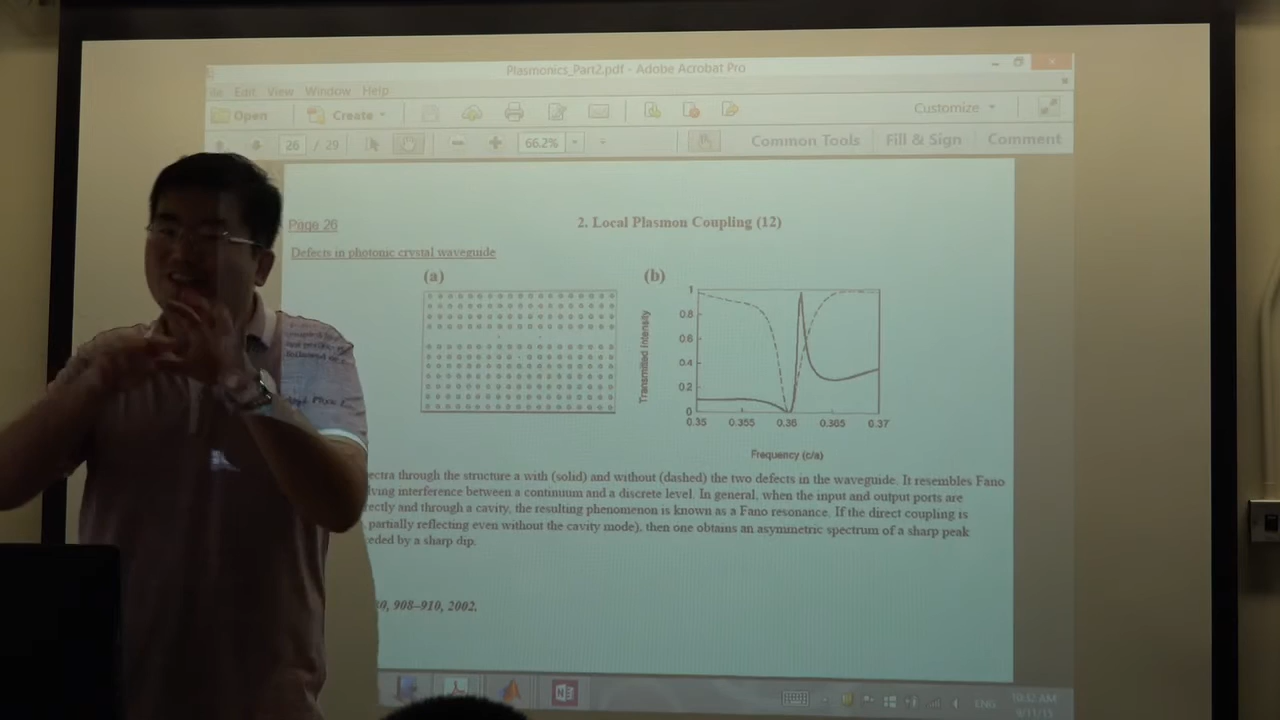 Plasmonics_Part2.pdf - Adobe Acrobat Pro
Edit View Window Help
Open Create Customize
26 / 29 66.2% Common Tools Fill & Sign Comment
Page 26
2. Local Plasmon Coupling (12)
Defects in photonic crystal waveguide
(a) (b)
Transmitted Intensity
1
0.8
0.6
0.4
0.2
0
0.35 0.355 0.36 0.365 0.37
Frequency (c/a)
through the structure a with (solid) and without (dashed) the two defects in the waveguide. It resembles Fano
interference between a continuum and a discrete level. In general, when the input and output ports are
and through a cavity, the resulting phenomenon is known as a Fano resonance. If the direct coupling is
partially reflecting even without the cavity mode), then one obtains an asymmetric spectrum of a sharp peak
by a sharp dip.
908–910, 2002.
ENG
10:32 AM